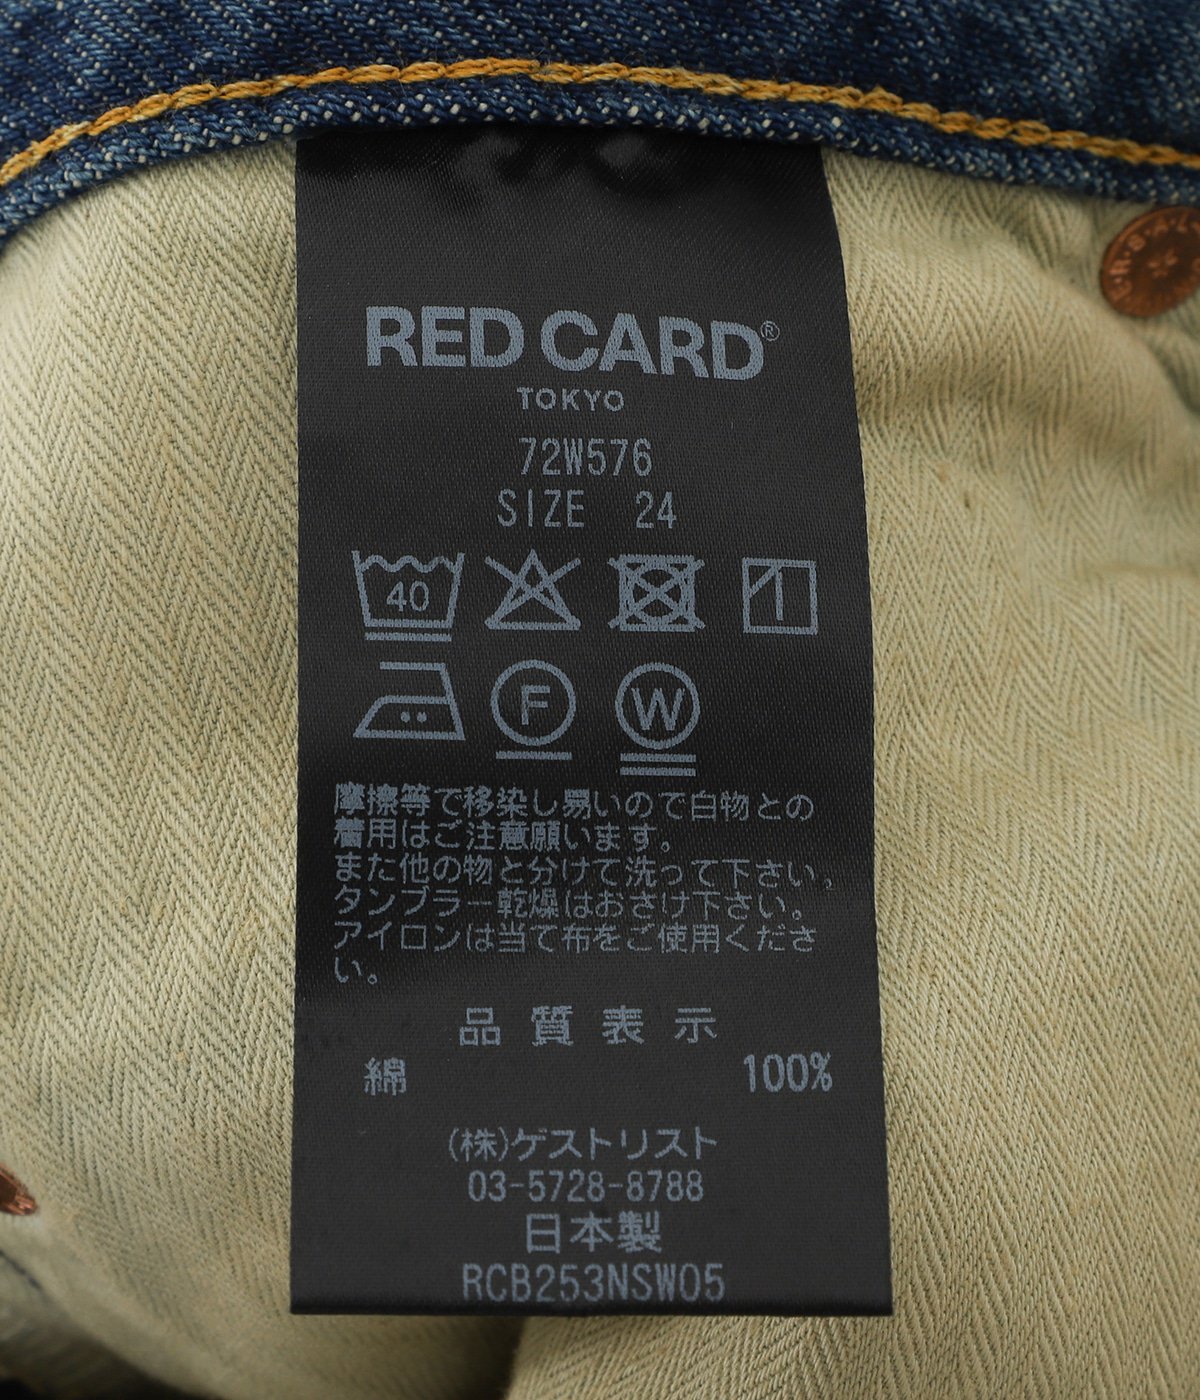 RED CARD®
TOKYO
72W576
SIZE 24
40
F
W
摩擦等で移染し易いので白物との
着用はご注意願います。
また他の物と分けて洗って下さい。
タンブラー乾燥はおさけ下さい。
アイロンは当て布をご使用くださ
い。
品質表示
綿 100%
(株)ゲストリスト
03-5728-8788
日本製
RCB253NSW05